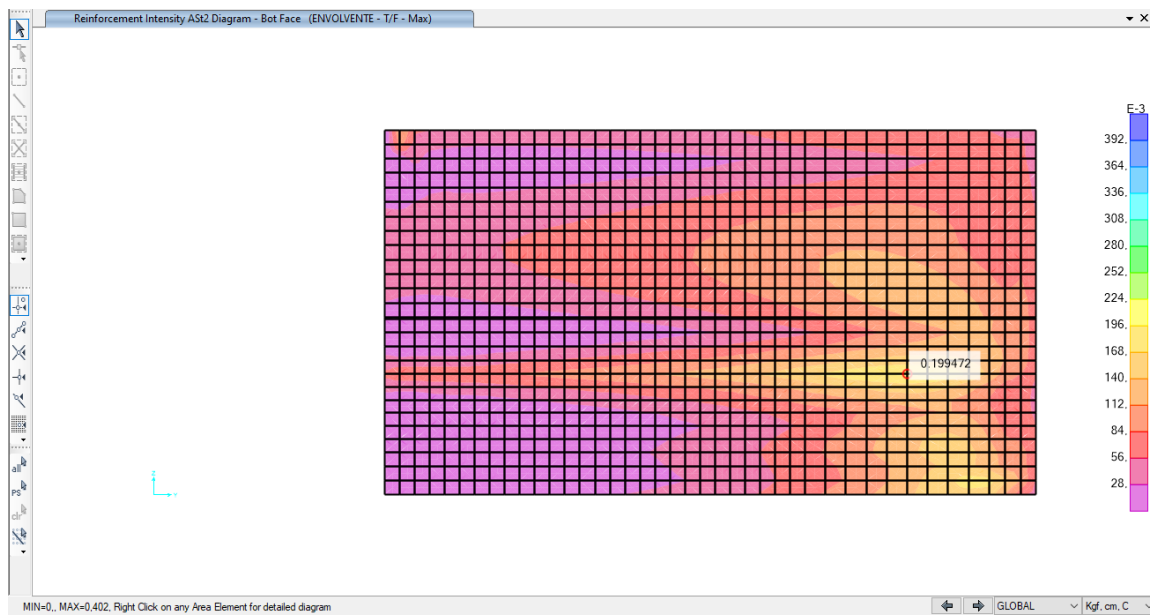 Reinforcement Intensity ASt2 Diagram - Bot Face (ENVOLVENTE - T/F - Max)
E-3
392,
364,
336,
308,
280,
252,
224,
196,
168,
140,
112,
84,
56,
28,
0.199472
all
PS
clr
MIN=0,, MAX=0,402, Right Click on any Area Element for detailed diagram
GLOBAL
Kgf, cm, C